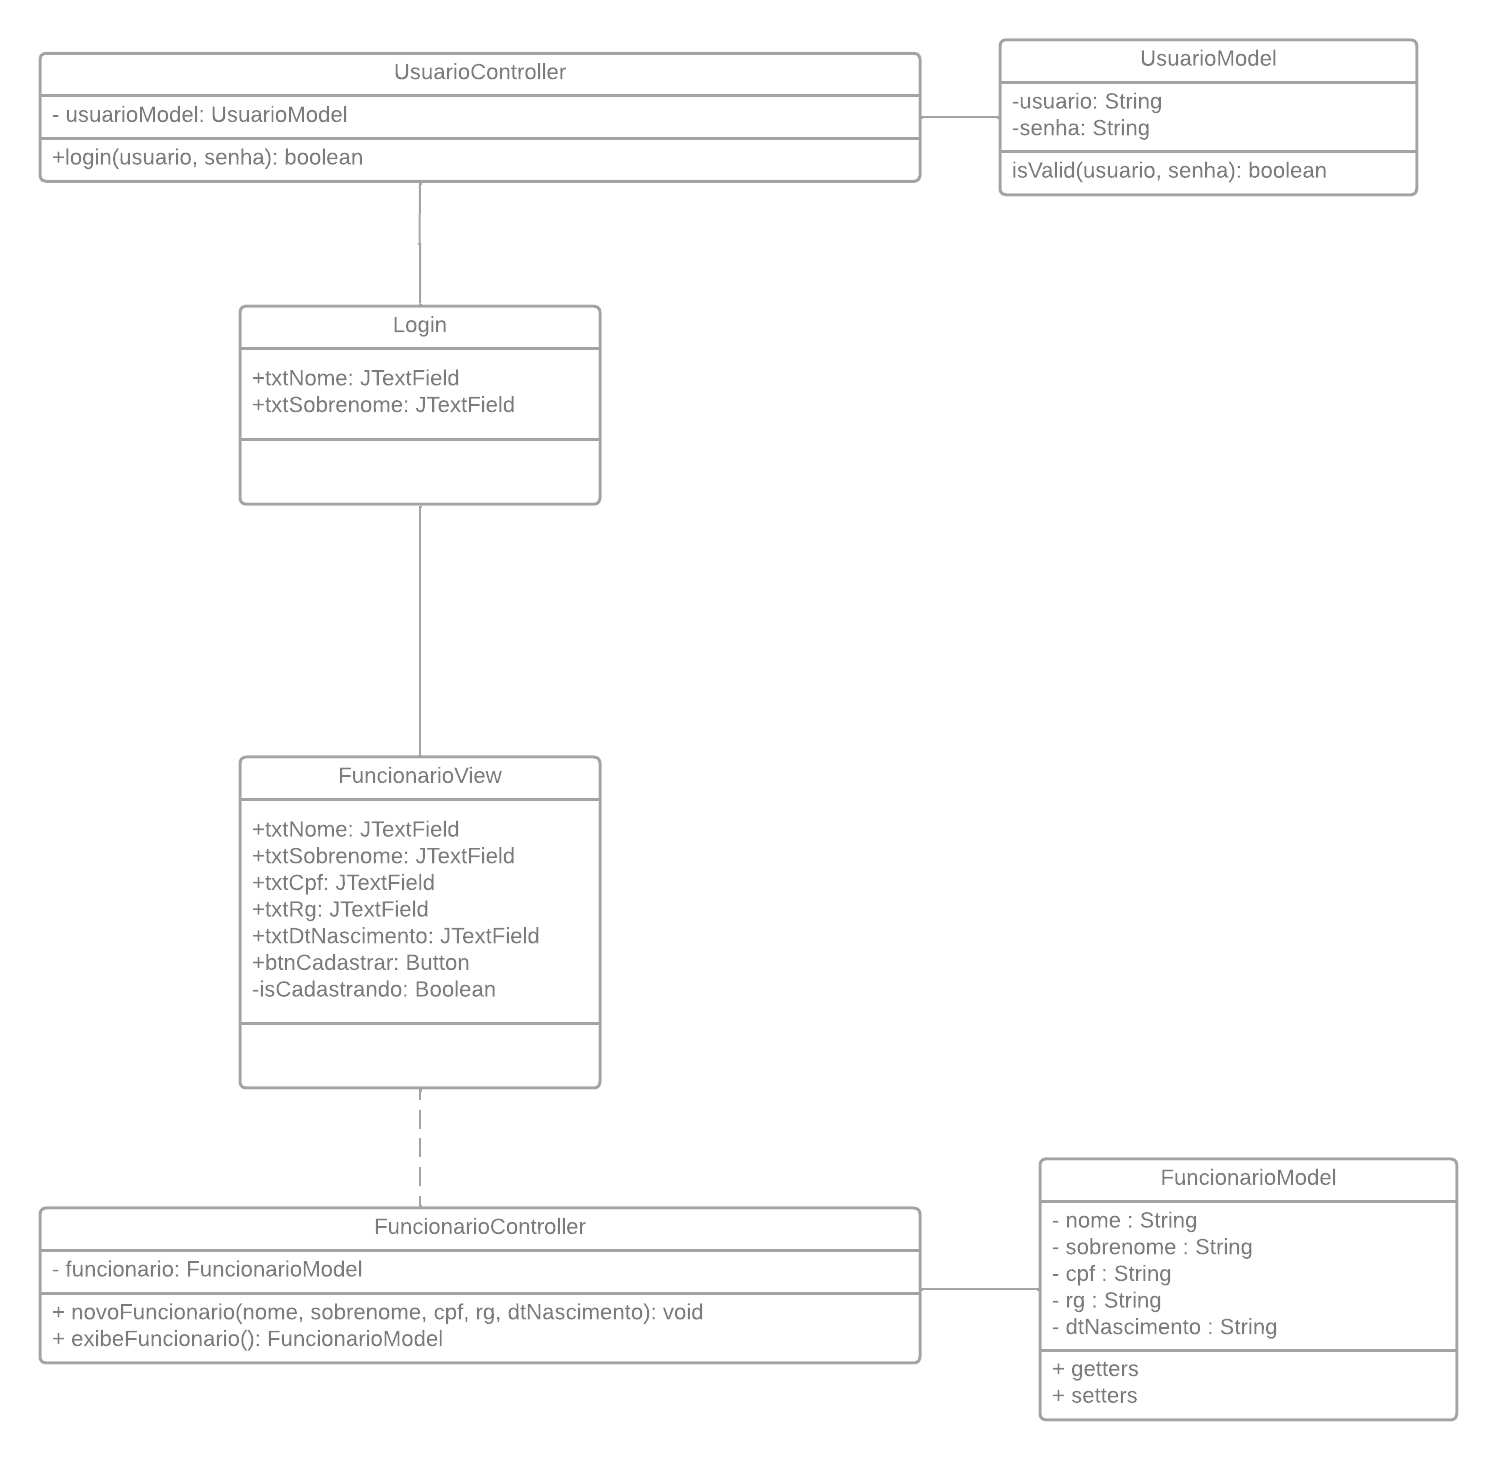 UsuarioController
- usuarioModel: UsuarioModel
+login(usuario, senha): boolean
UsuarioModel
-usuario: String
-senha: String
isValid(usuario, senha): boolean
Login
+txtNome: JTextField
+txtSobrenome: JTextField
FuncionarioView
+txtNome: JTextField
+txtSobrenome: JTextField
+txtCpf: JTextField
+txtRg: JTextField
+txtDtNascimento: JTextField
+btnCadastrar: Button
-isCadastrando: Boolean
FuncionarioController
- funcionario: FuncionarioModel
+ novoFuncionario(nome, sobrenome, cpf, rg, dtNascimento): void
+ exibeFuncionario(): FuncionarioModel
FuncionarioModel
- nome : String
- sobrenome : String
- cpf : String
- rg : String
- dtNascimento : String
+ getters
+ setters